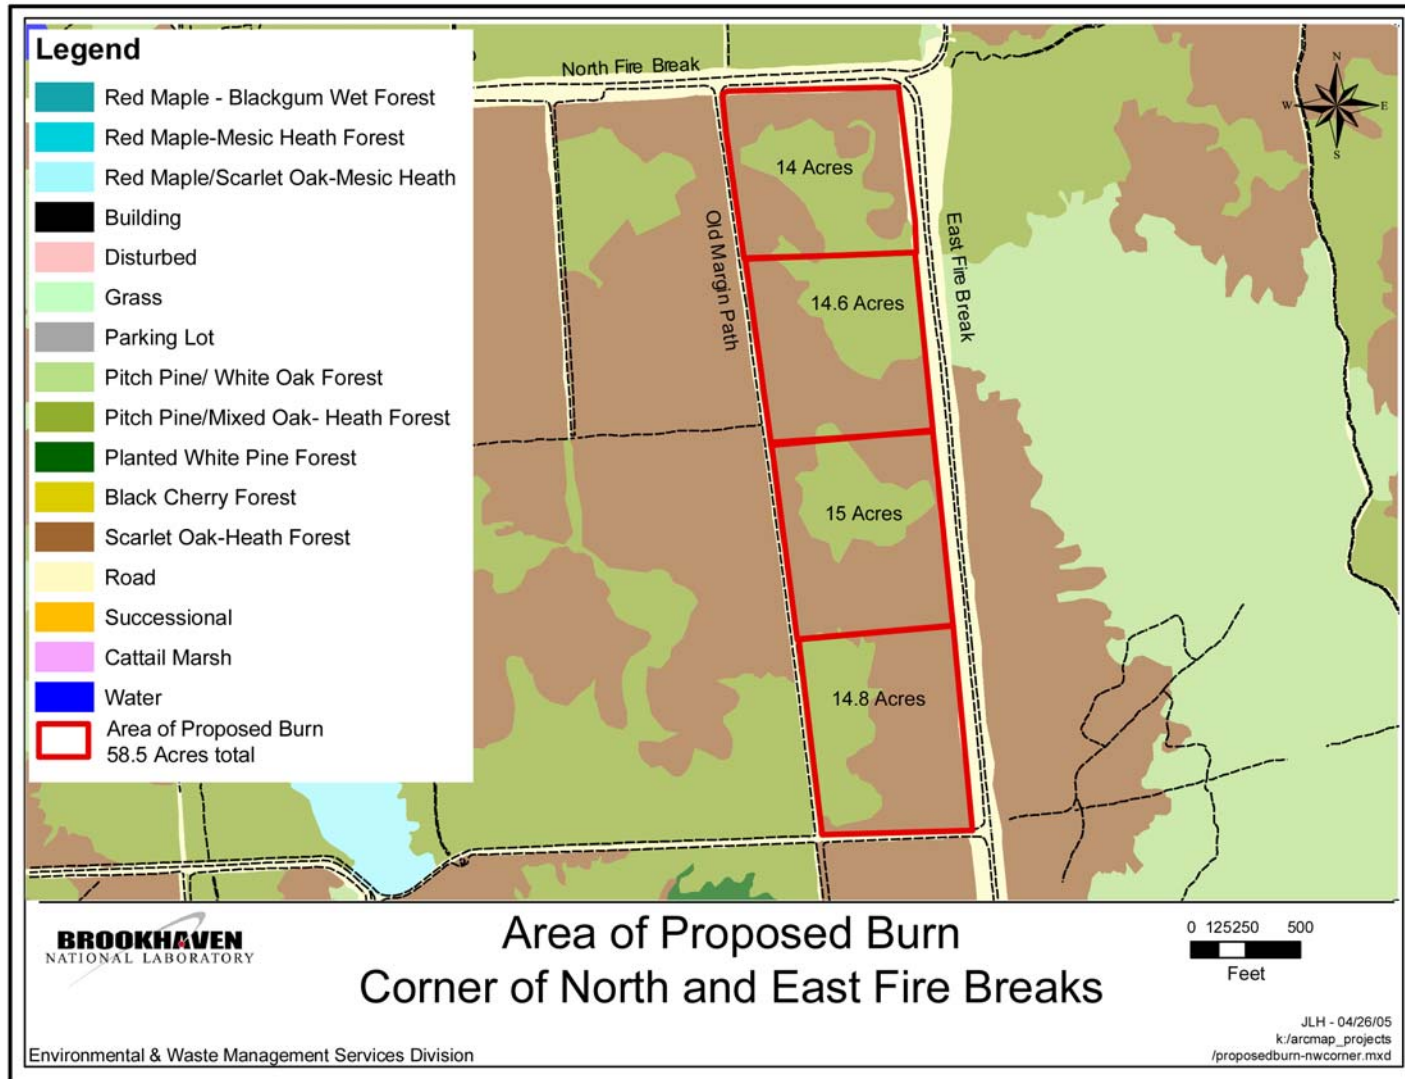 Legend
Red Maple - Blackgum Wet Forest
Red Maple-Mesic Heath Forest
Red Maple/Scarlet Oak-Mesic Heath
Building
Disturbed
Grass
Parking Lot
Pitch Pine/ White Oak Forest
Pitch Pine/Mixed Oak- Heath Forest
Planted White Pine Forest
Black Cherry Forest
Scarlet Oak-Heath Forest
Road
Successional
Cattail Marsh
Water
Area of Proposed Burn
58.5 Acres total
North Fire Break
Old Margin Path
East Fire Break
14 Acres
14.6 Acres
15 Acres
14.8 Acres
N
W E
S
BROOKHAVEN
NATIONAL LABORATORY
Area of Proposed Burn
Corner of North and East Fire Breaks
0 125250 500
Feet
JLH - 04/26/05
k:/arcmap_projects
/proposedburn-nwcorner.mxd
Environmental & Waste Management Services Division